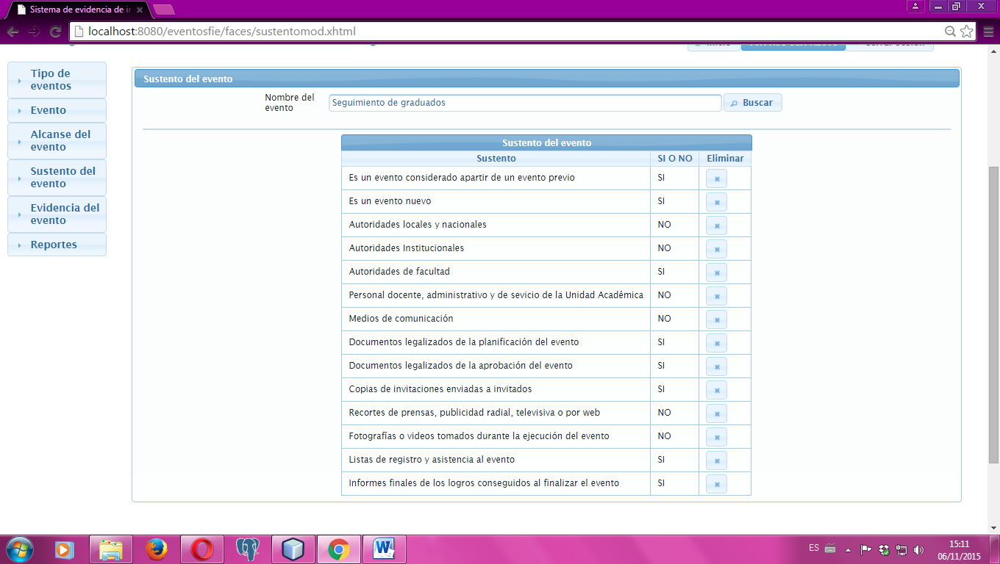 Sistema de evidencia de i
localhost:8080/eventosfie/faces/sustentomod.xhtml
Tipo de
eventos
Evento
Alcanse del
evento
Sustento del
evento
Evidencia del
evento
Reportes
Sustento del evento
Nombre del
evento
Seguimiento de graduados
Buscar
Sustento del evento
Sustento SI O NO Eliminar
Es un evento considerado apartir de un evento previo SI
Es un evento nuevo SI
Autoridades locales y nacionales NO
Autoridades Institucionales NO
Autoridades de facultad SI
Personal docente, administrativo y de sevicio de la Unidad Académica NO
Medios de comunicación NO
Documentos legalizados de la planificación del evento SI
Documentos legalizados de la aprobación del evento SI
Copias de invitaciones enviadas a invitados SI
Recortes de prensas, publicidad radial, televisiva o por web NO
Fotografías o videos tomados durante la ejecución del evento NO
Listas de registro y asistencia al evento SI
Informes finales de los logros conseguidos al finalizar el evento SI
ES
15:11
06/11/2015